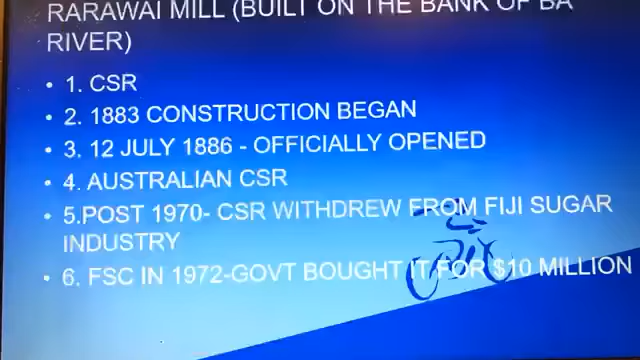 RARAWAI MILL (BUILT ON THE BANK OF BA
RIVER)
• 1. CSR
• 2. 1883 CONSTRUCTION BEGAN
• 3. 12 JULY 1886 - OFFICIALLY OPENED
• 4. AUSTRALIAN CSR
• 5.POST 1970- CSR WITHDREW FROM FIJI SUGAR
INDUSTRY
• 6. FSC IN 1972-GOVT BOUGHT IT FOR $10 MILLION